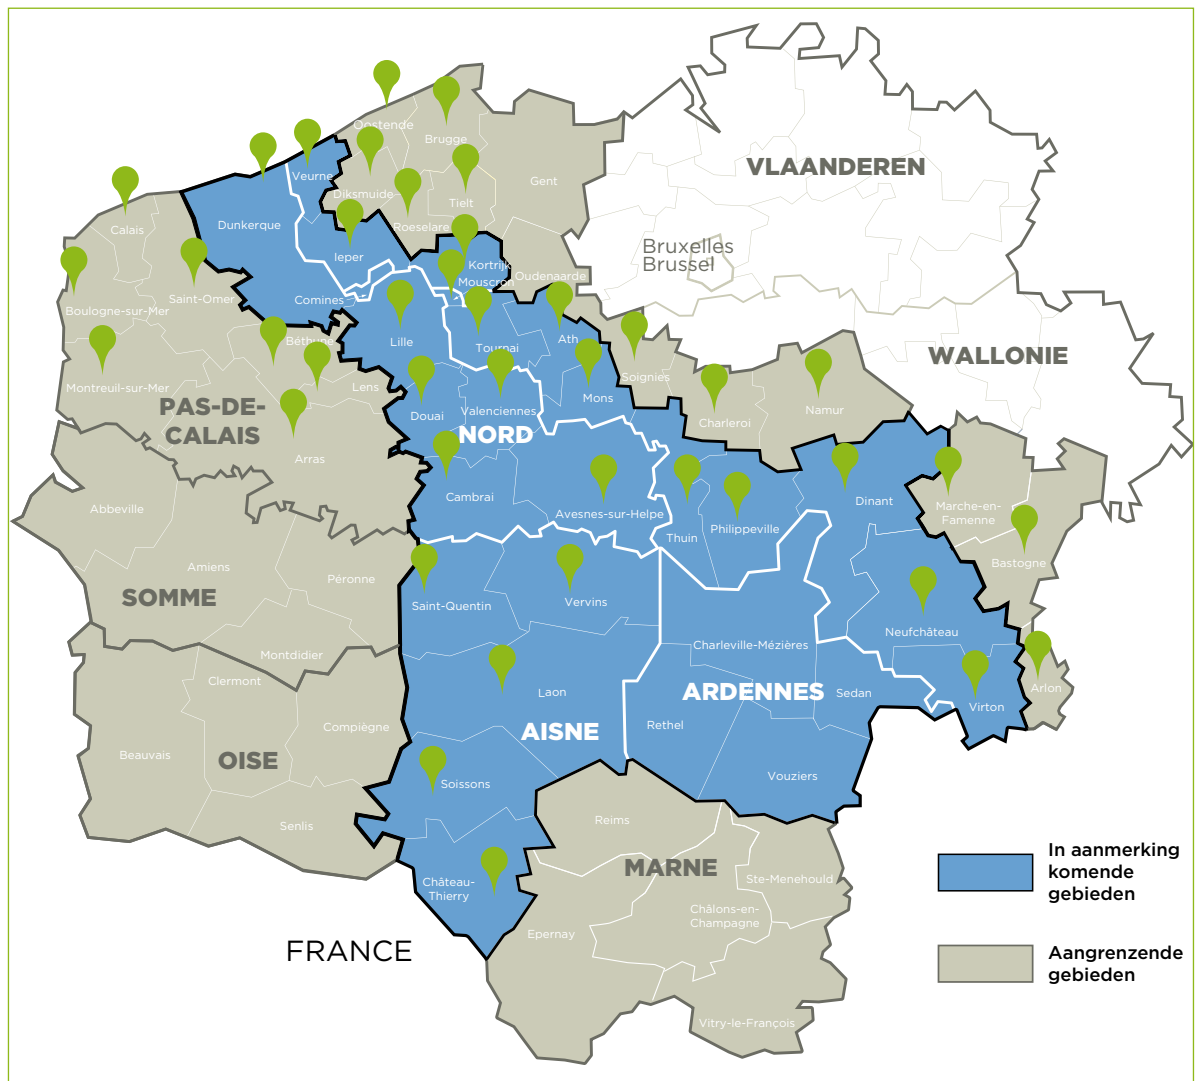 Oostende
Brugge
VLAANDEREN
Veurne
Diksmuide
Gent
Tielt
Calais
Dunkerque
Roeselare
Ieper
Bruxelles
Brussel
Kortrijk
Mouscron
Oudenaarde
Saint-Omer
Comines
Boulogne-sur-Mer
Béthune
Lille
Tournai
Ath
WALLONIE
Soignies
Montreuil-sur-Mer
Lens
Mons
PAS-DE-
CALAIS
Douai
Valenciennes
NORD
Charleroi
Namur
Arras
Cambrai
Avesnes-sur-Helpe
Dinant
Abbeville
Thuin
Philippeville
Marche-en-
Famenne
Bastogne
Amiens
Péronne
SOMME
Saint-Quentin
Vervins
Neufchâteau
Montdidier
Charleville-Mézières
Clermont
Laon
ARDENNES
Sedan
Arlon
Virton
Compiègne
AISNE
Rethel
Beauvais
OISE
Soissons
Vouziers
Senlis
Reims
MARNE
Château-
Thierry
Ste-Menehould
Châlons-en-
Champagne
Epernay
FRANCE
Vitry-le-François
In aanmerking
komende
gebieden
Aangrenzende
gebieden